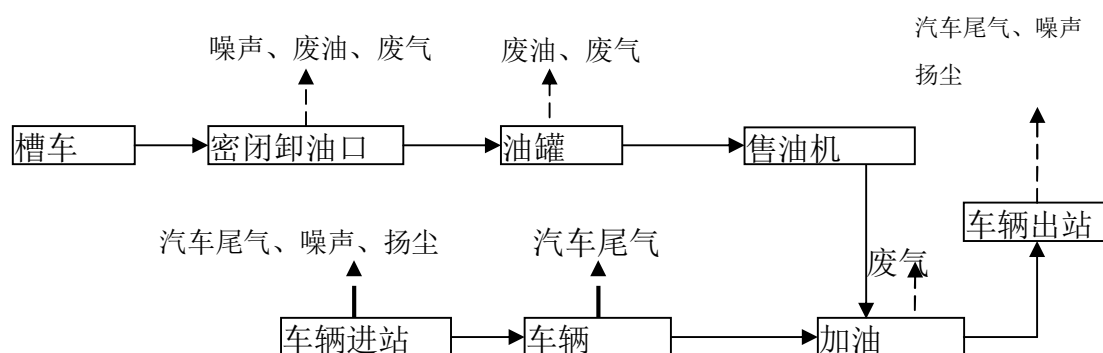 汽车尾气、噪声
扬尘
噪声、废油、废气
废油、废气
槽车
密闭卸油口
油罐
售油机
车辆出站
汽车尾气、噪声、扬尘
汽车尾气
废气
车辆进站
车辆
加油